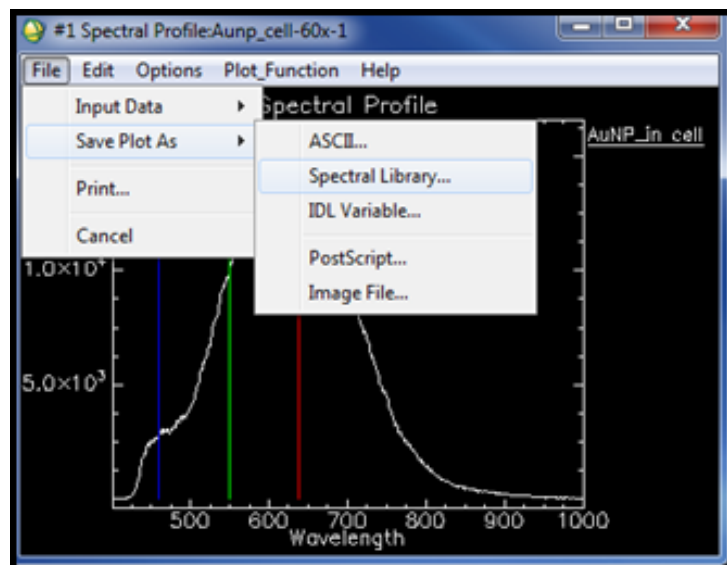 #1 Spectral Profile:Aunp_cell-60x-1
File Edit Options Plot_Function Help
Input Data
Save Plot As
Print...
Cancel
Spectral Profile
ASCII...
Spectral Library...
IDL Variable...
PostScript...
Image File...
AuNP_in cell
1.0×10⁴
5.0×10³
500 600 700 800 900 1000
Wavelength